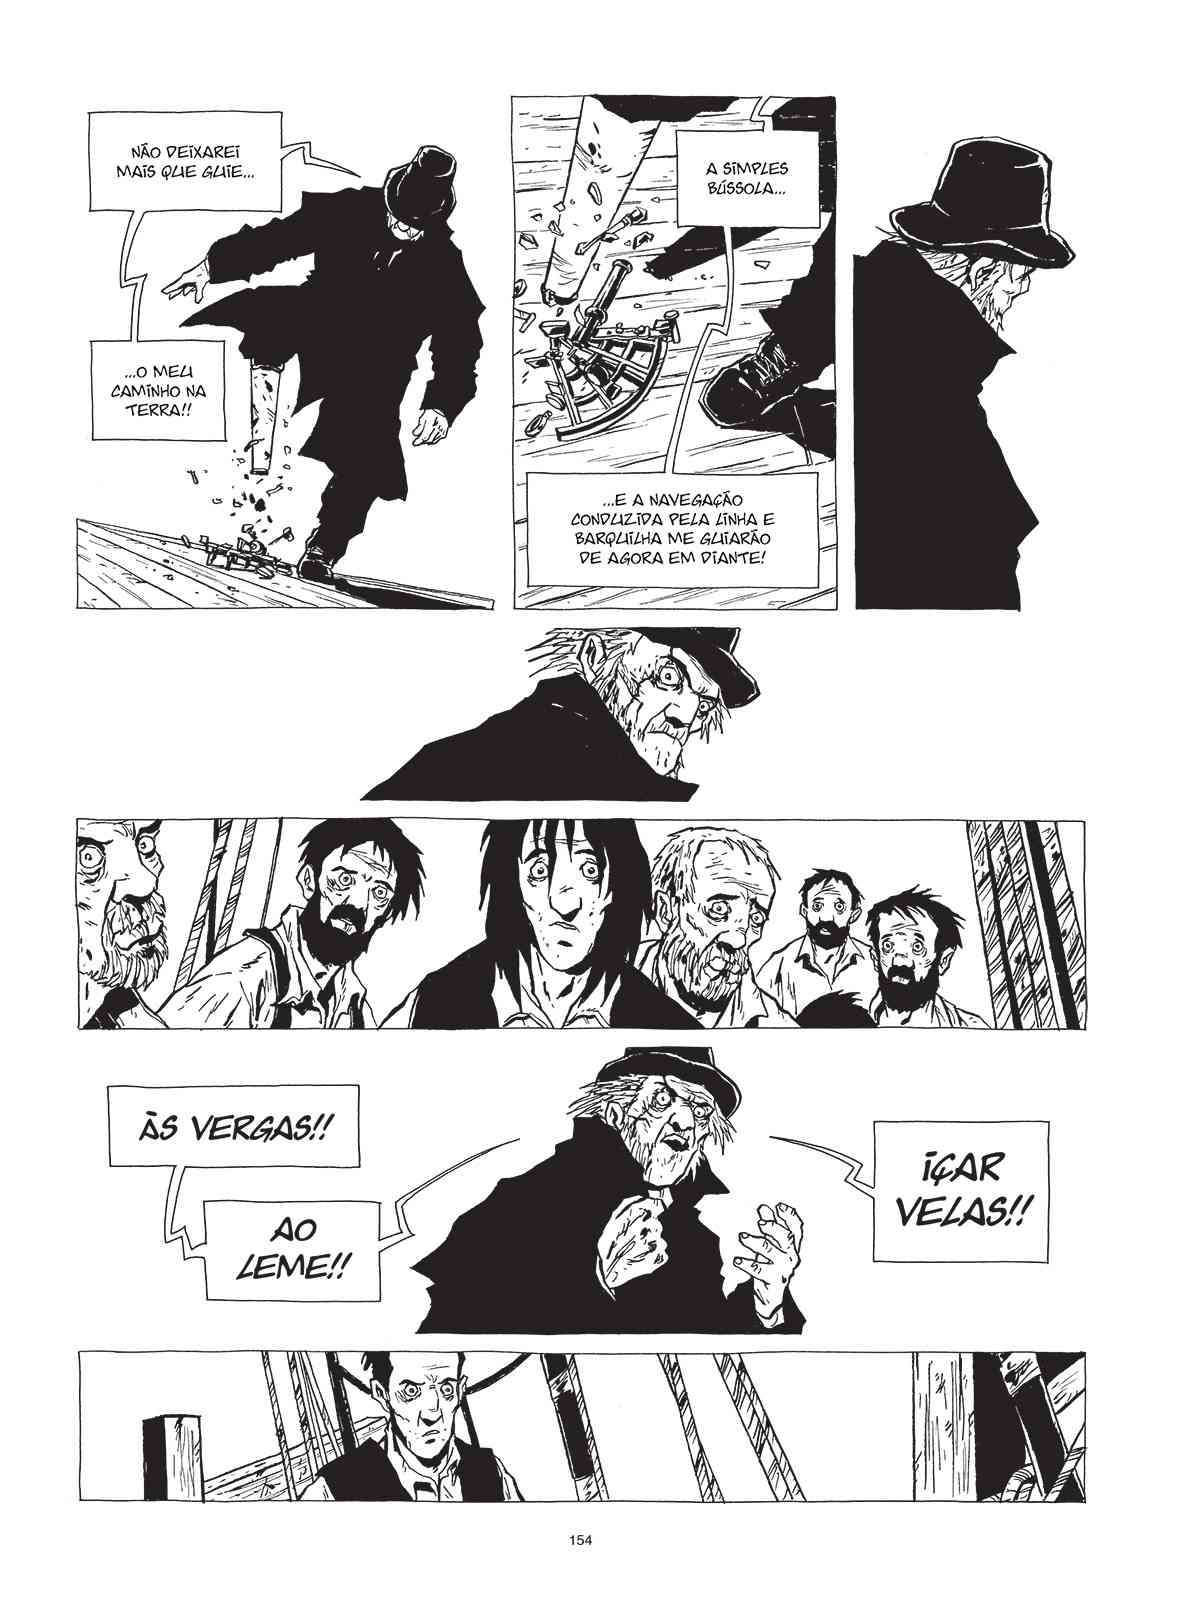 NÃO DEIXAREI
MAIS QUE GUIE...
...O MEU
CAMINHO NA
TERRA!!
A SIMPLES
BÚSSOLA...
...E A NAVEGAÇÃO
CONDUZIDA PELA LINHA E
BARQUILHA ME GUIARÃO
DE AGORA EM DIANTE!
ÀS VERGAS!!
AO
LEME!!
IÇAR
VELAS!!
154